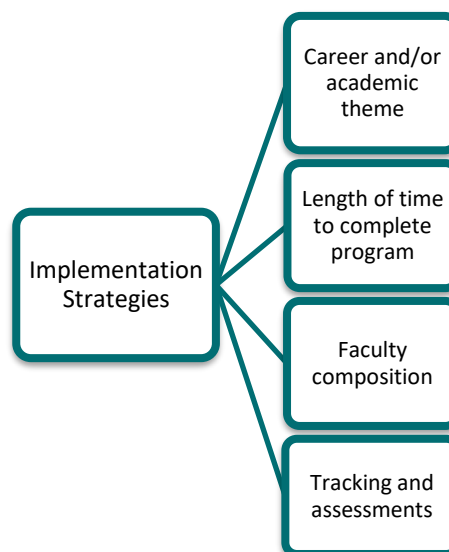 Career and/or
academic
theme
Length of time
to complete
program
Implementation
Strategies
Faculty
composition
Tracking and
assessments